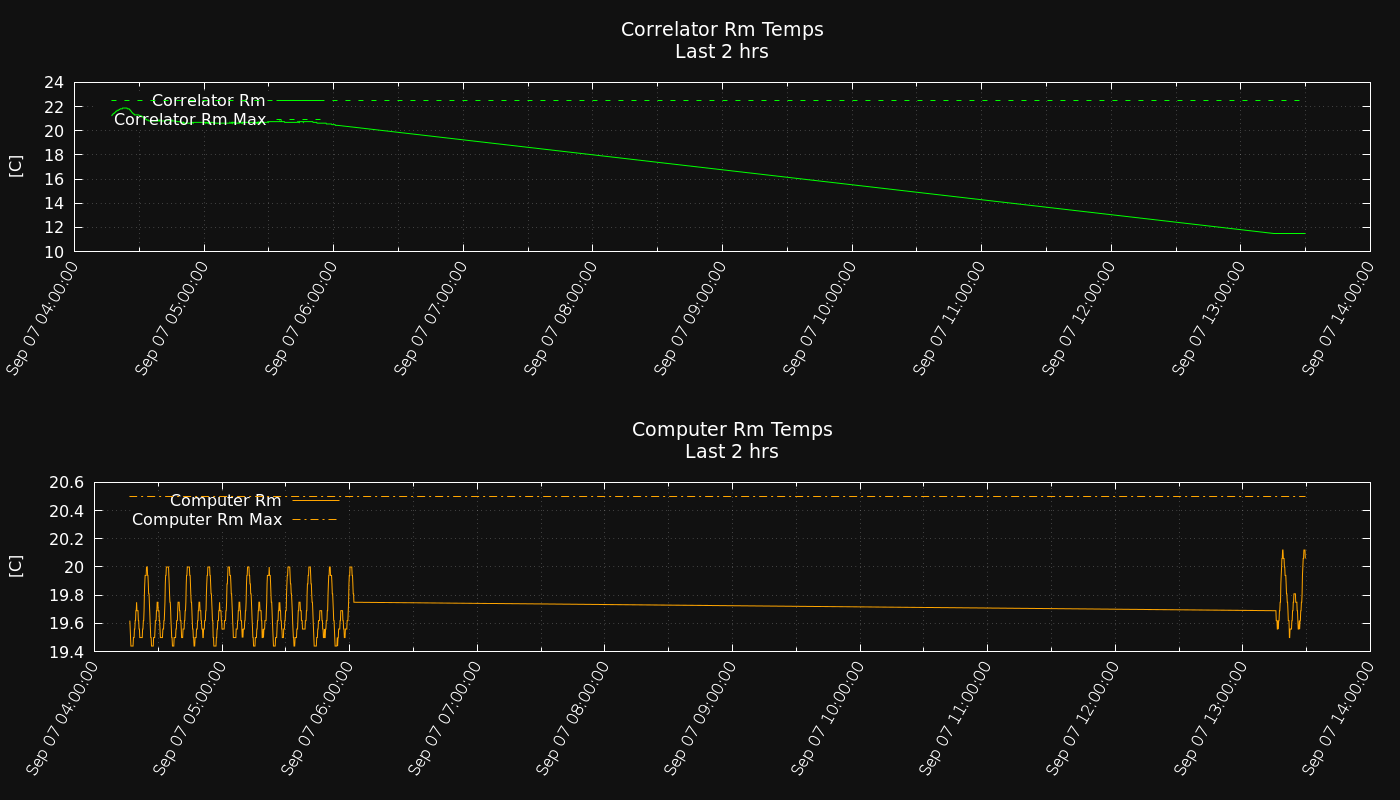 Correlator Rm Temps
Last 2 hrs
24
22
20
18
16
14
12
10
[C]
Correlator Rm
Correlator Rm Max
Sep 07 04:00:00
Sep 07 05:00:00
Sep 07 06:00:00
Sep 07 07:00:00
Sep 07 08:00:00
Sep 07 09:00:00
Sep 07 10:00:00
Sep 07 11:00:00
Sep 07 12:00:00
Sep 07 13:00:00
Sep 07 14:00:00
Computer Rm Temps
Last 2 hrs
20.6
20.4
20.2
20
19.8
19.6
19.4
[C]
Computer Rm
Computer Rm Max
Sep 07 04:00:00
Sep 07 05:00:00
Sep 07 06:00:00
Sep 07 07:00:00
Sep 07 08:00:00
Sep 07 09:00:00
Sep 07 10:00:00
Sep 07 11:00:00
Sep 07 12:00:00
Sep 07 13:00:00
Sep 07 14:00:00